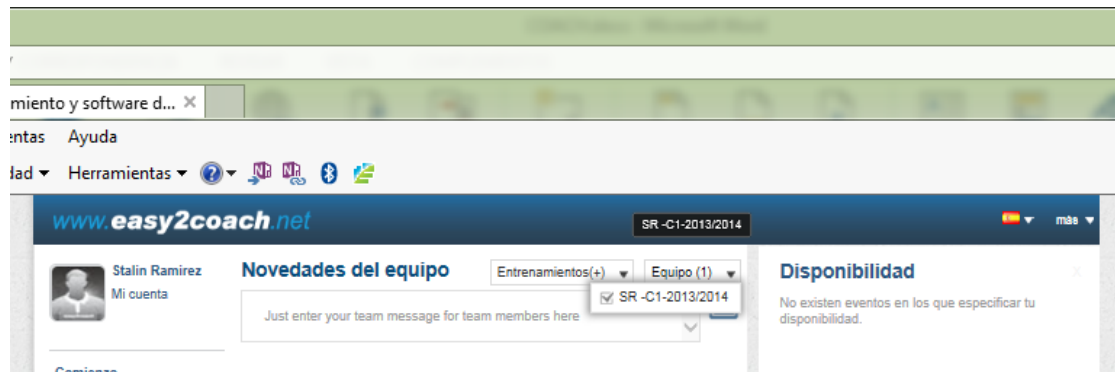 miento y software d...
entas Ayuda
dad Herramientas
www.easy2coach.net
SR -C1-2013/2014
más
Stalin Ramirez
Mi cuenta
Novedades del equipo
Entrenamientos(+)
Equipo (1)
SR -C1-2013/2014
Just enter your team message for team members here
Disponibilidad
No existen eventos en los que especificar tu
disponibilidad.
Comienzo